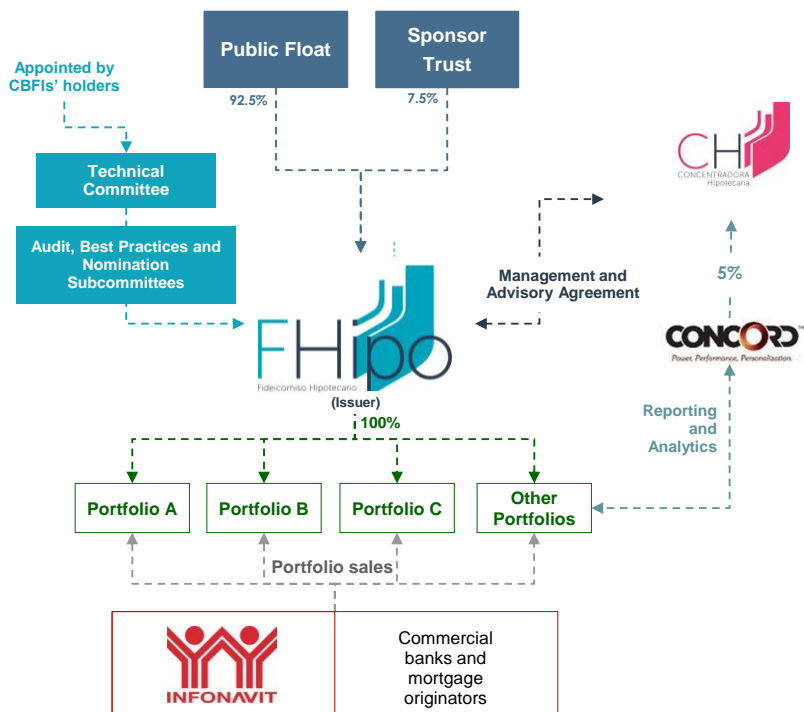 Public Float
Sponsor
Trust
Appointed by
CBFIs' holders
92.5%
7.5%
Technical
Committee
CH
CONCENTRADORA
Hipotecaria
Audit, Best Practices and
Nomination
Subcommittees
Management and
Advisory Agreement
5%
FHipo
Fideicomiso Hipotecario
(Issuer)
CONCORD™
Power, Performance, Personalization.
100%
Reporting
and
Analytics
Portfolio A
Portfolio B
Portfolio C
Other
Portfolios
Portfolio sales
INFONAVIT
Commercial
banks and
mortgage
originators